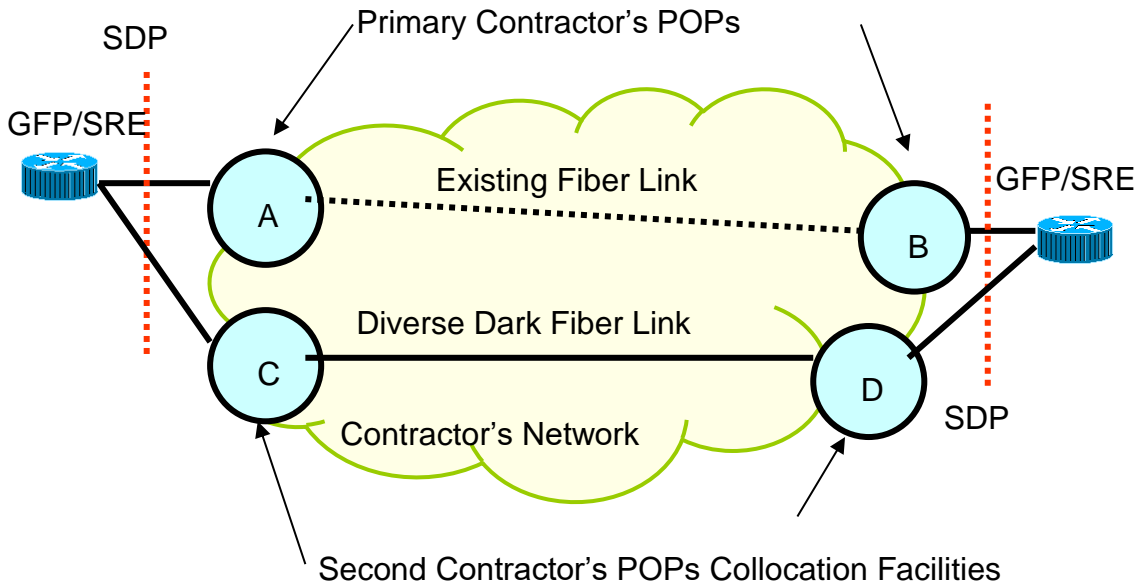 Primary Contractor’s POPs
SDP
GFP/SRE
Existing Fiber Link
GFP/SRE
A
B
Diverse Dark Fiber Link
C
D
SDP
Contractor’s Network
Second Contractor’s POPs Collocation Facilities